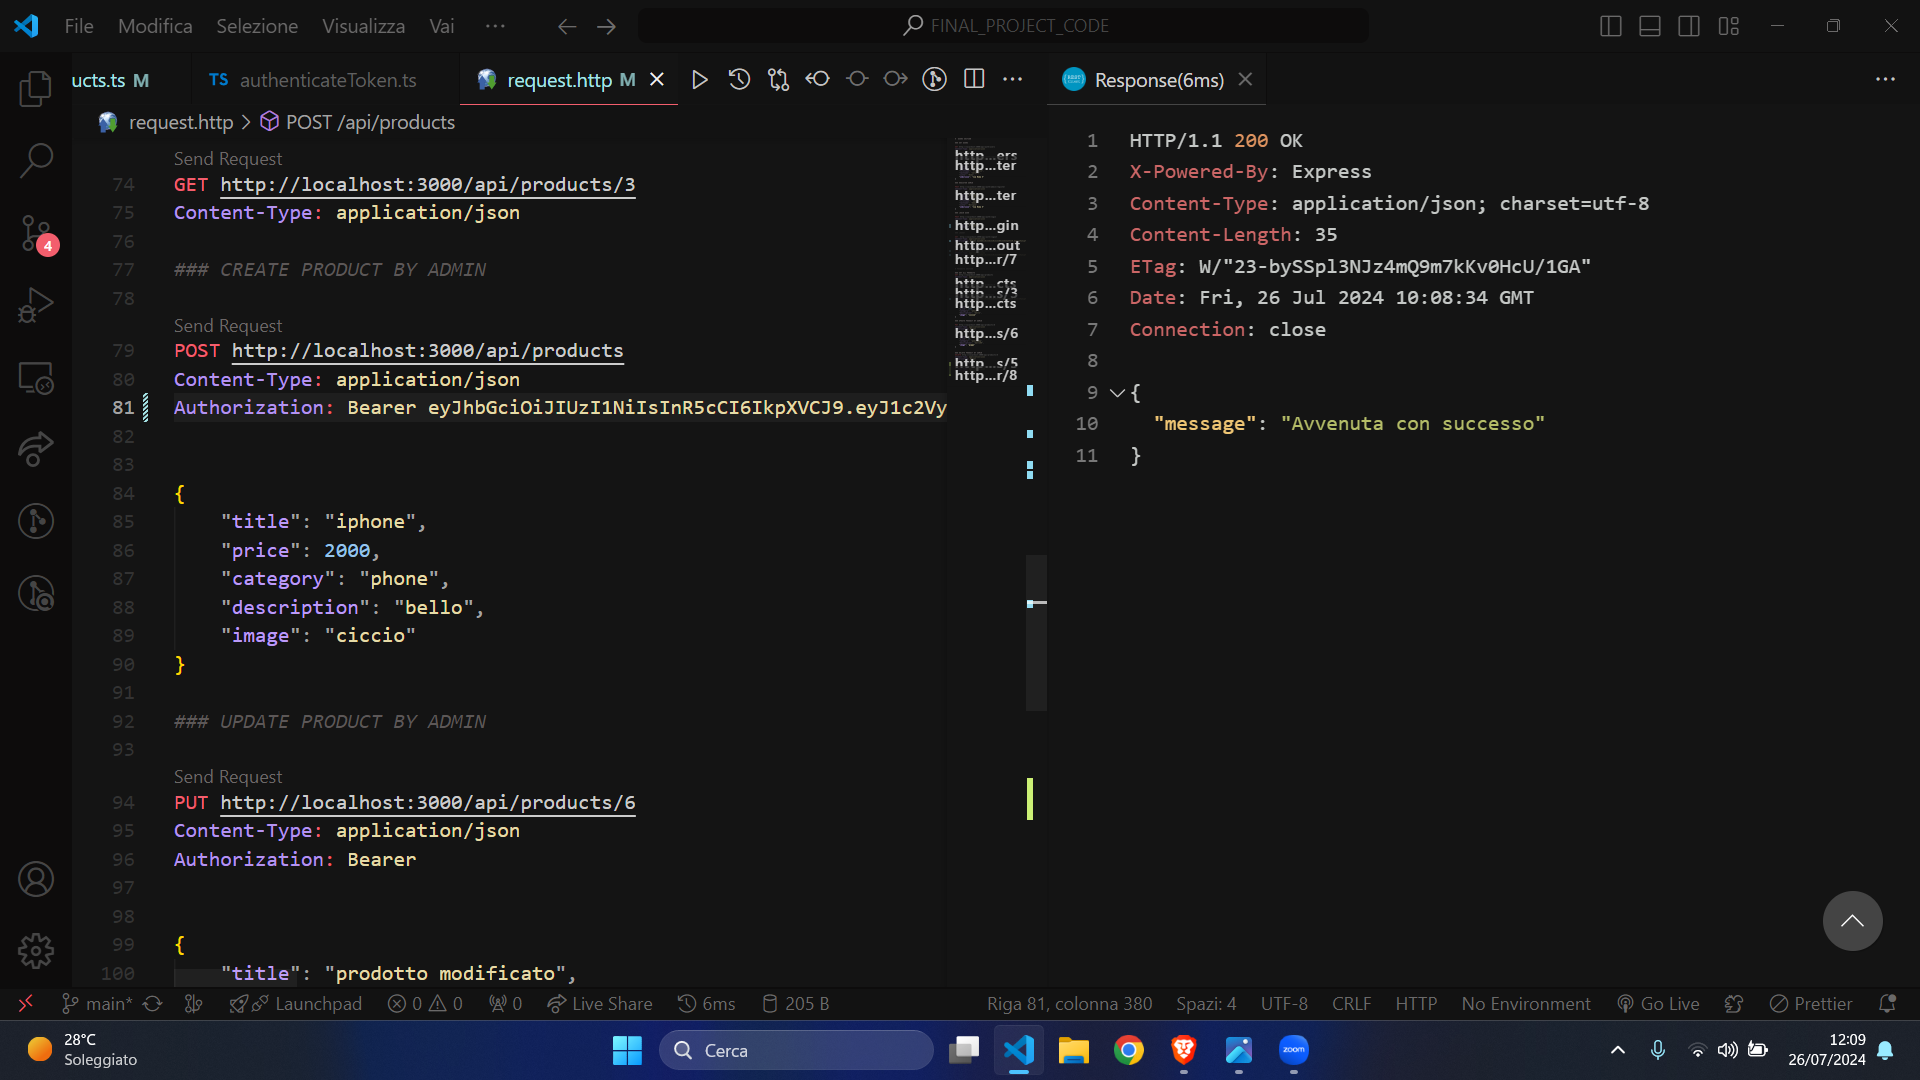 File Modifica Selezione Visualizza Vai ··· FINAL_PROJECT_CODE
ucts.ts M
TS authenticateToken.ts
request.http M
Response(6ms)
request.http > POST /api/products
Send Request
74 GET http://localhost:3000/api/products/3
75 Content-Type: application/json
76
77 ### CREATE PRODUCT BY ADMIN
78
Send Request
79 POST http://localhost:3000/api/products
80 Content-Type: application/json
81 Authorization: Bearer eyJhbGciOiJIUzI1NiIsInR5cCI6IkpXVCJ9.eyJ1c2Vy
82
83
84 {
85 "title": "iphone",
86 "price": 2000,
87 "category": "phone",
88 "description": "bello",
89 "image": "ciccio"
90 }
91
92 ### UPDATE PRODUCT BY ADMIN
93
Send Request
94 PUT http://localhost:3000/api/products/6
95 Content-Type: application/json
96 Authorization: Bearer
97
98
99 {
100 "title": "prodotto modificato",
http...ers
http...ter
http...ter
http...gin
http...out
http...r/7
http...cts
http...s/3
http...cts
http...s/6
http...s/5
http...r/8
1 HTTP/1.1 200 OK
2 X-Powered-By: Express
3 Content-Type: application/json; charset=utf-8
4 Content-Length: 35
5 ETag: W/"23-bySSpl3NJz4mQ9m7kKv0HcU/1GA"
6 Date: Fri, 26 Jul 2024 10:08:34 GMT
7 Connection: close
8
9 {
10 "message": "Avvenuta con successo"
11 }
4
main* Launchpad 0 0 0 Live Share 6ms 205 B Riga 81, colonna 380 Spazi: 4 UTF-8 CRLF HTTP No Environment Go Live Prettier
28°C
Soleggiato
Cerca
zoom
12:09
26/07/2024